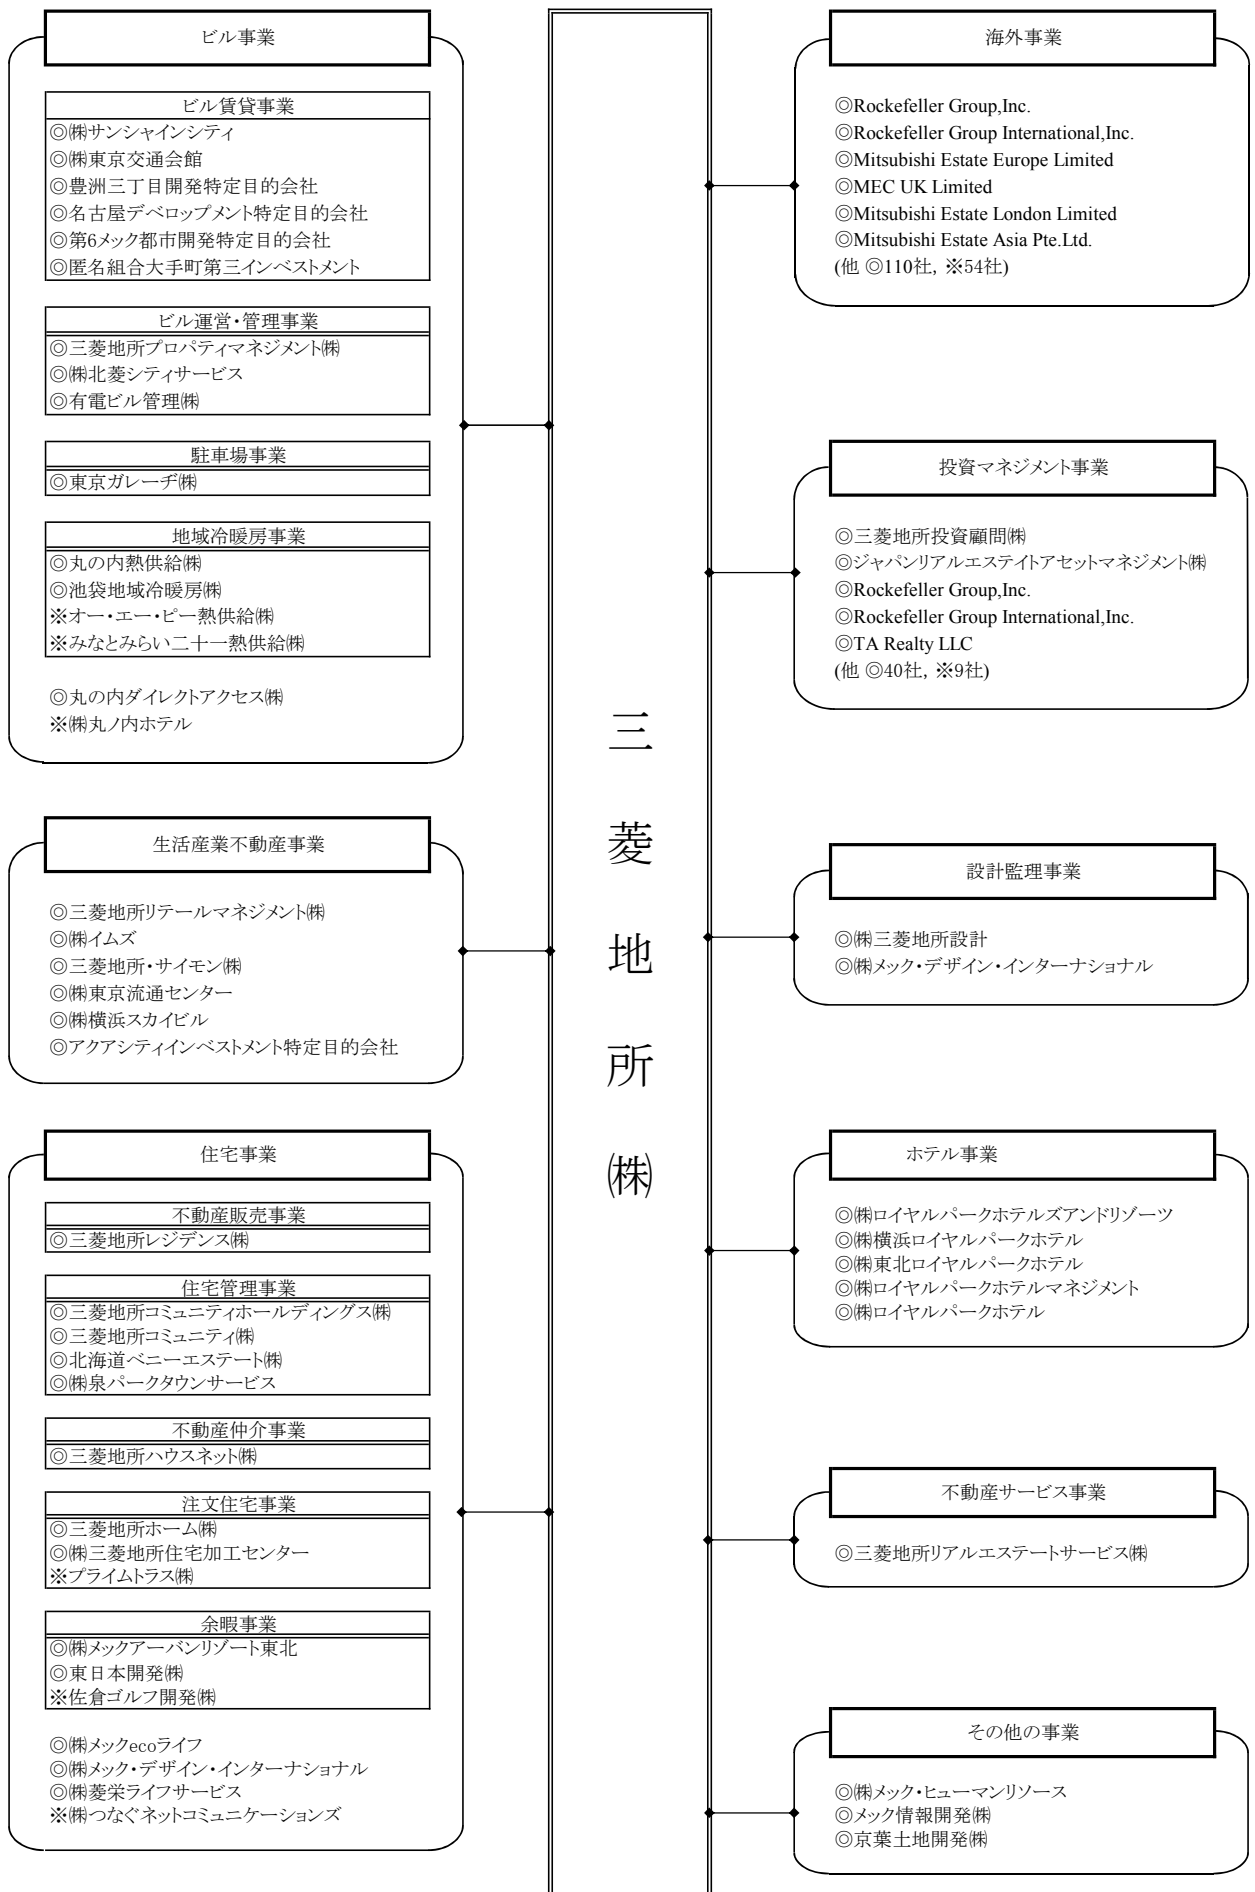 ビル事業
ビル賃貸事業
◎㈱サンシャインシティ
◎㈱東京交通会館
◎豊洲三丁目開発特定目的会社
◎名古屋デベロップメント特定目的会社
◎第6メック都市開発特定目的会社
◎匿名組合大手町第三インベストメント
ビル運営・管理事業
◎三菱地所プロパティマネジメント㈱
◎㈱北菱シティサービス
◎有電ビル管理㈱
駐車場事業
◎東京ガレーヂ㈱
地域冷暖房事業
◎丸の内熱供給㈱
◎池袋地域冷暖房㈱
※オー・エー・ピー熱供給㈱
※みなとみらい二十一熱供給㈱
◎丸の内ダイレクトアクセス㈱
※㈱丸ノ内ホテル
生活産業不動産事業
◎三菱地所リテールマネジメント㈱
◎㈱イムズ
◎三菱地所・サイモン㈱
◎㈱東京流通センター
◎㈱横浜スカイビル
◎アクアシティインベストメント特定目的会社
住宅事業
不動産販売事業
◎三菱地所レジデンス㈱
住宅管理事業
◎三菱地所コミュニティホールディングス㈱
◎三菱地所コミュニティ㈱
◎北海道ベニーエステート㈱
◎㈱泉パークタウンサービス
不動産仲介事業
◎三菱地所ハウスネット㈱
注文住宅事業
◎三菱地所ホーム㈱
◎㈱三菱地所住宅加工センター
※プライムトラス㈱
余暇事業
◎㈱メックアーバンリゾート東北
◎東日本開発㈱
※佐倉ゴルフ開発㈱
◎㈱メックecoライフ
◎㈱メック・デザイン・インターナショナル
◎㈱菱栄ライフサービス
※㈱つなぐネットコミュニケーションズ
三菱地所㈱
海外事業
◎Rockefeller Group,Inc.
◎Rockefeller Group International,Inc.
◎Mitsubishi Estate Europe Limited
◎MEC UK Limited
◎Mitsubishi Estate London Limited
◎Mitsubishi Estate Asia Pte.Ltd.
(他 ◎110社, ※54社)
投資マネジメント事業
◎三菱地所投資顧問㈱
◎ジャパンリアルエステイトアセットマネジメント㈱
◎Rockefeller Group,Inc.
◎Rockefeller Group International,Inc.
◎TA Realty LLC
(他 ◎40社, ※9社)
設計監理事業
◎㈱三菱地所設計
◎㈱メック・デザイン・インターナショナル
ホテル事業
◎㈱ロイヤルパークホテルズアンドリゾーツ
◎㈱横浜ロイヤルパークホテル
◎㈱東北ロイヤルパークホテル
◎㈱ロイヤルパークホテルマネジメント
◎㈱ロイヤルパークホテル
不動産サービス事業
◎三菱地所リアルエステートサービス㈱
その他の事業
◎㈱メック・ヒューマンリソース
◎メック情報開発㈱
◎京葉土地開発㈱